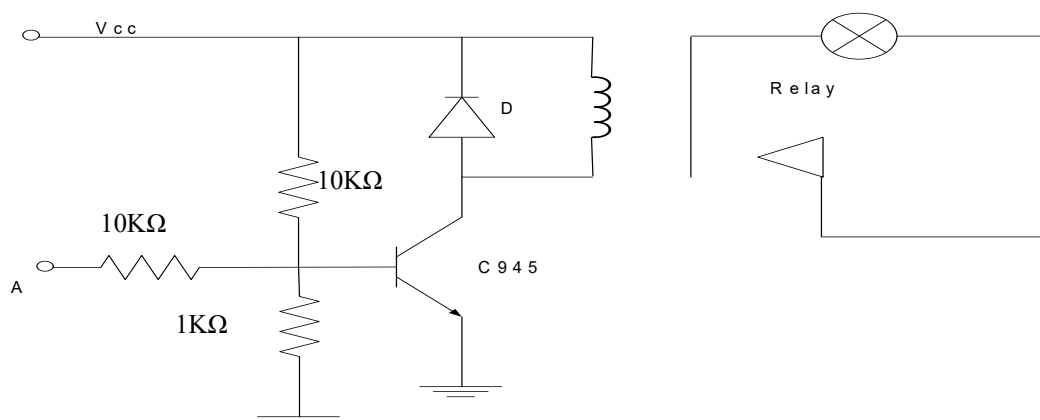 Vcc
Relay
D
10KΩ
10KΩ
C945
A
1KΩ